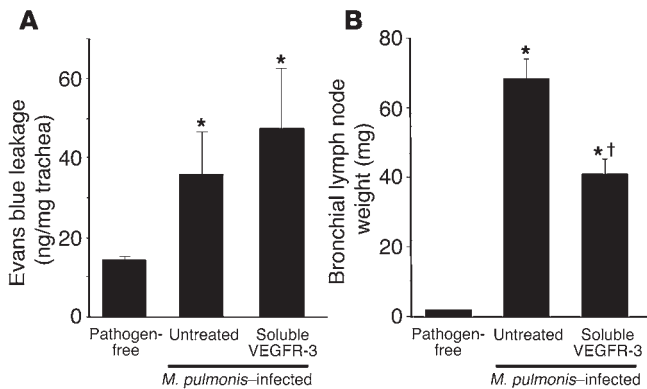 A
Evans blue leakage
(ng/mg trachea)
60
40
20
0
*
*
Pathogen-
free
Untreated
Soluble
VEGFR-3
M. pulmonis–infected
B
Bronchial lymph node
weight (mg)
80
60
40
20
0
*
*†
Pathogen-
free
Untreated
Soluble
VEGFR-3
M. pulmonis–infected